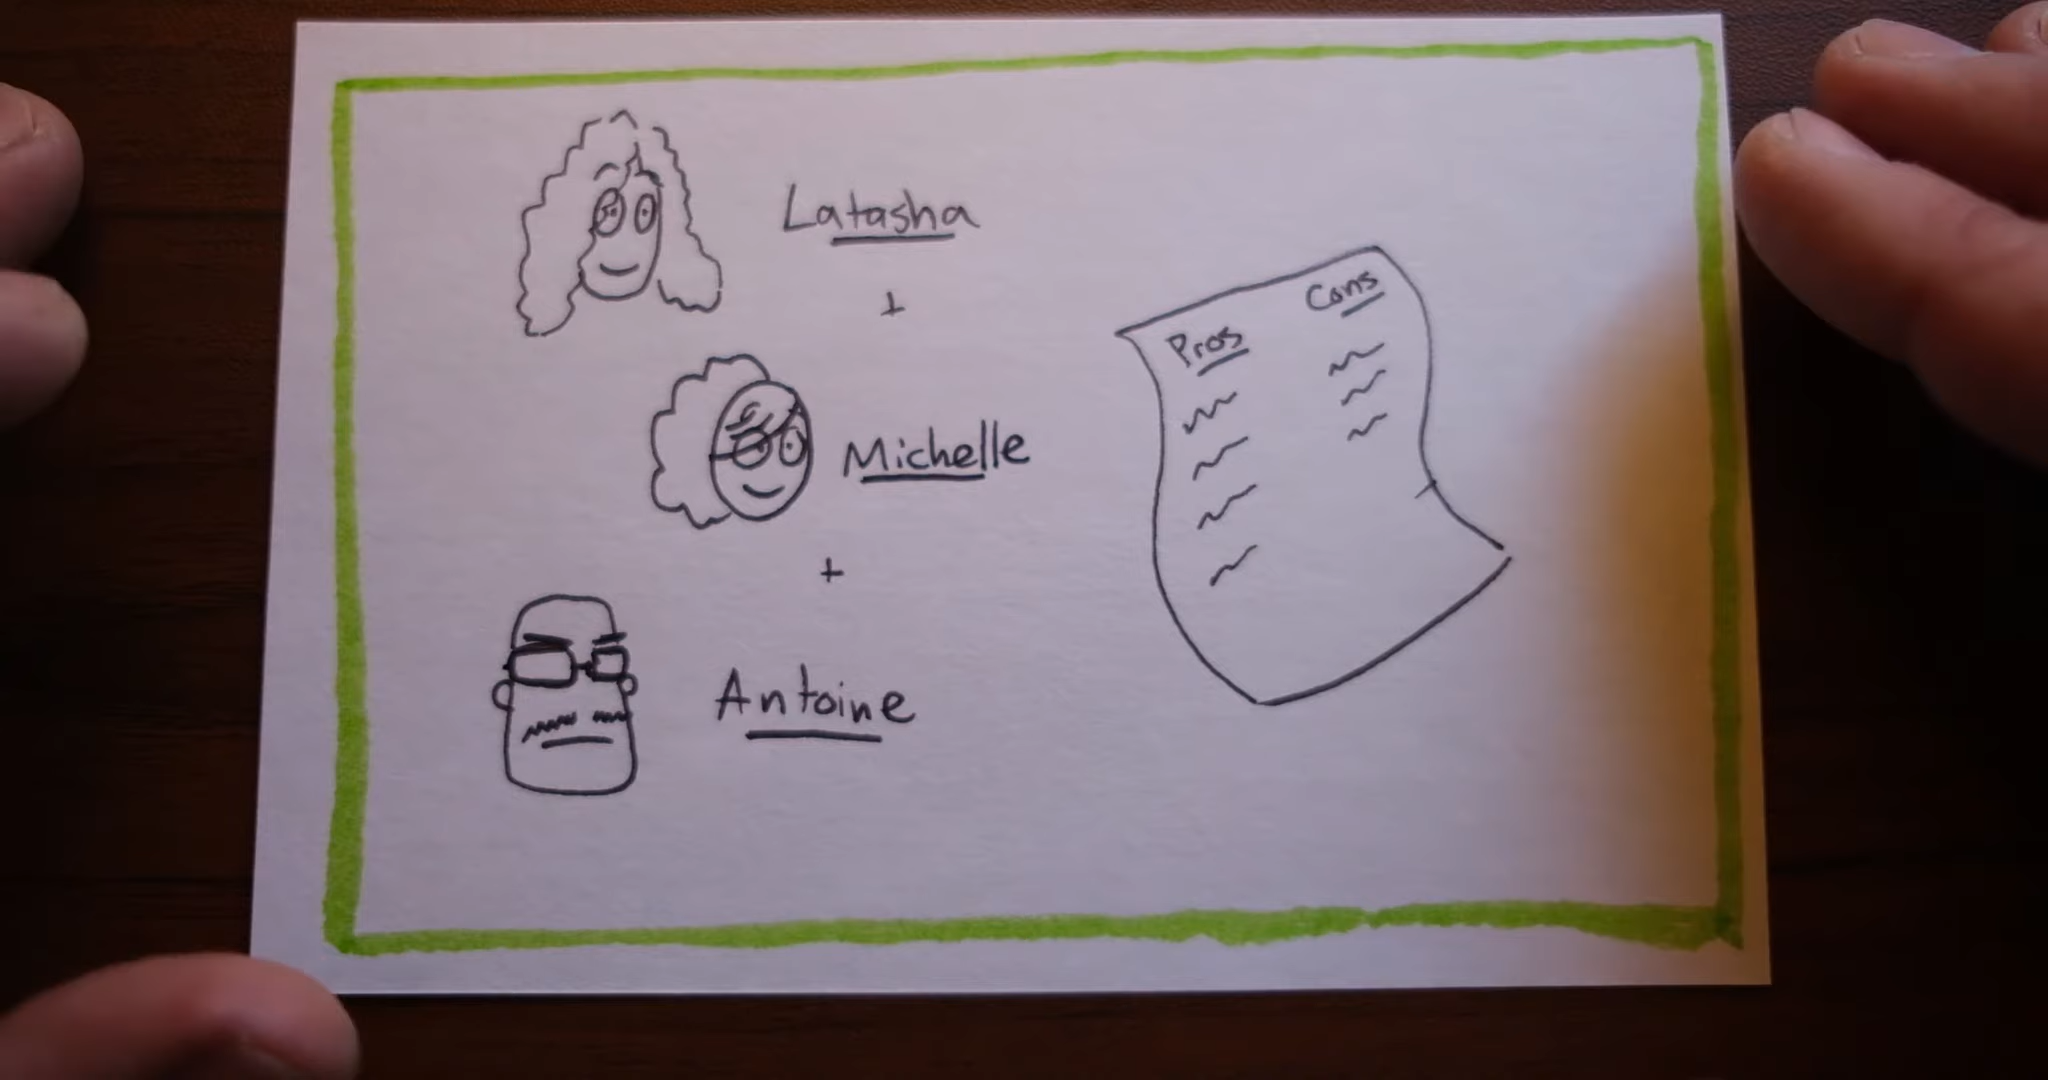 Latasha
+
Michelle
+
Antoine
Pros
Cons